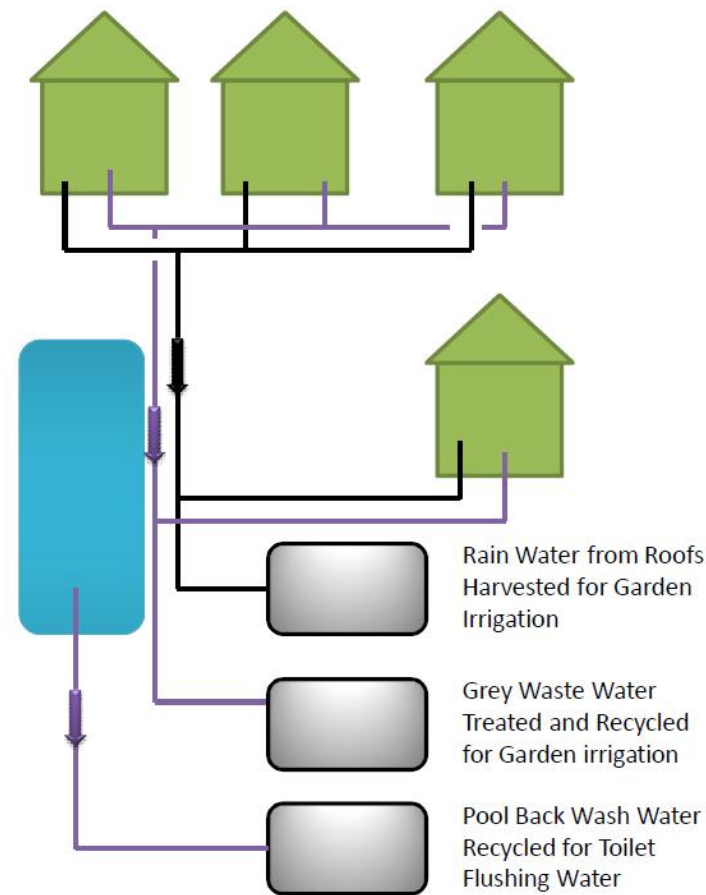 Rain Water from Roofs
Harvested for Garden
Irrigation
Grey Waste Water
Treated and Recycled
for Garden irrigation
Pool Back Wash Water
Recycled for Toilet
Flushing Water